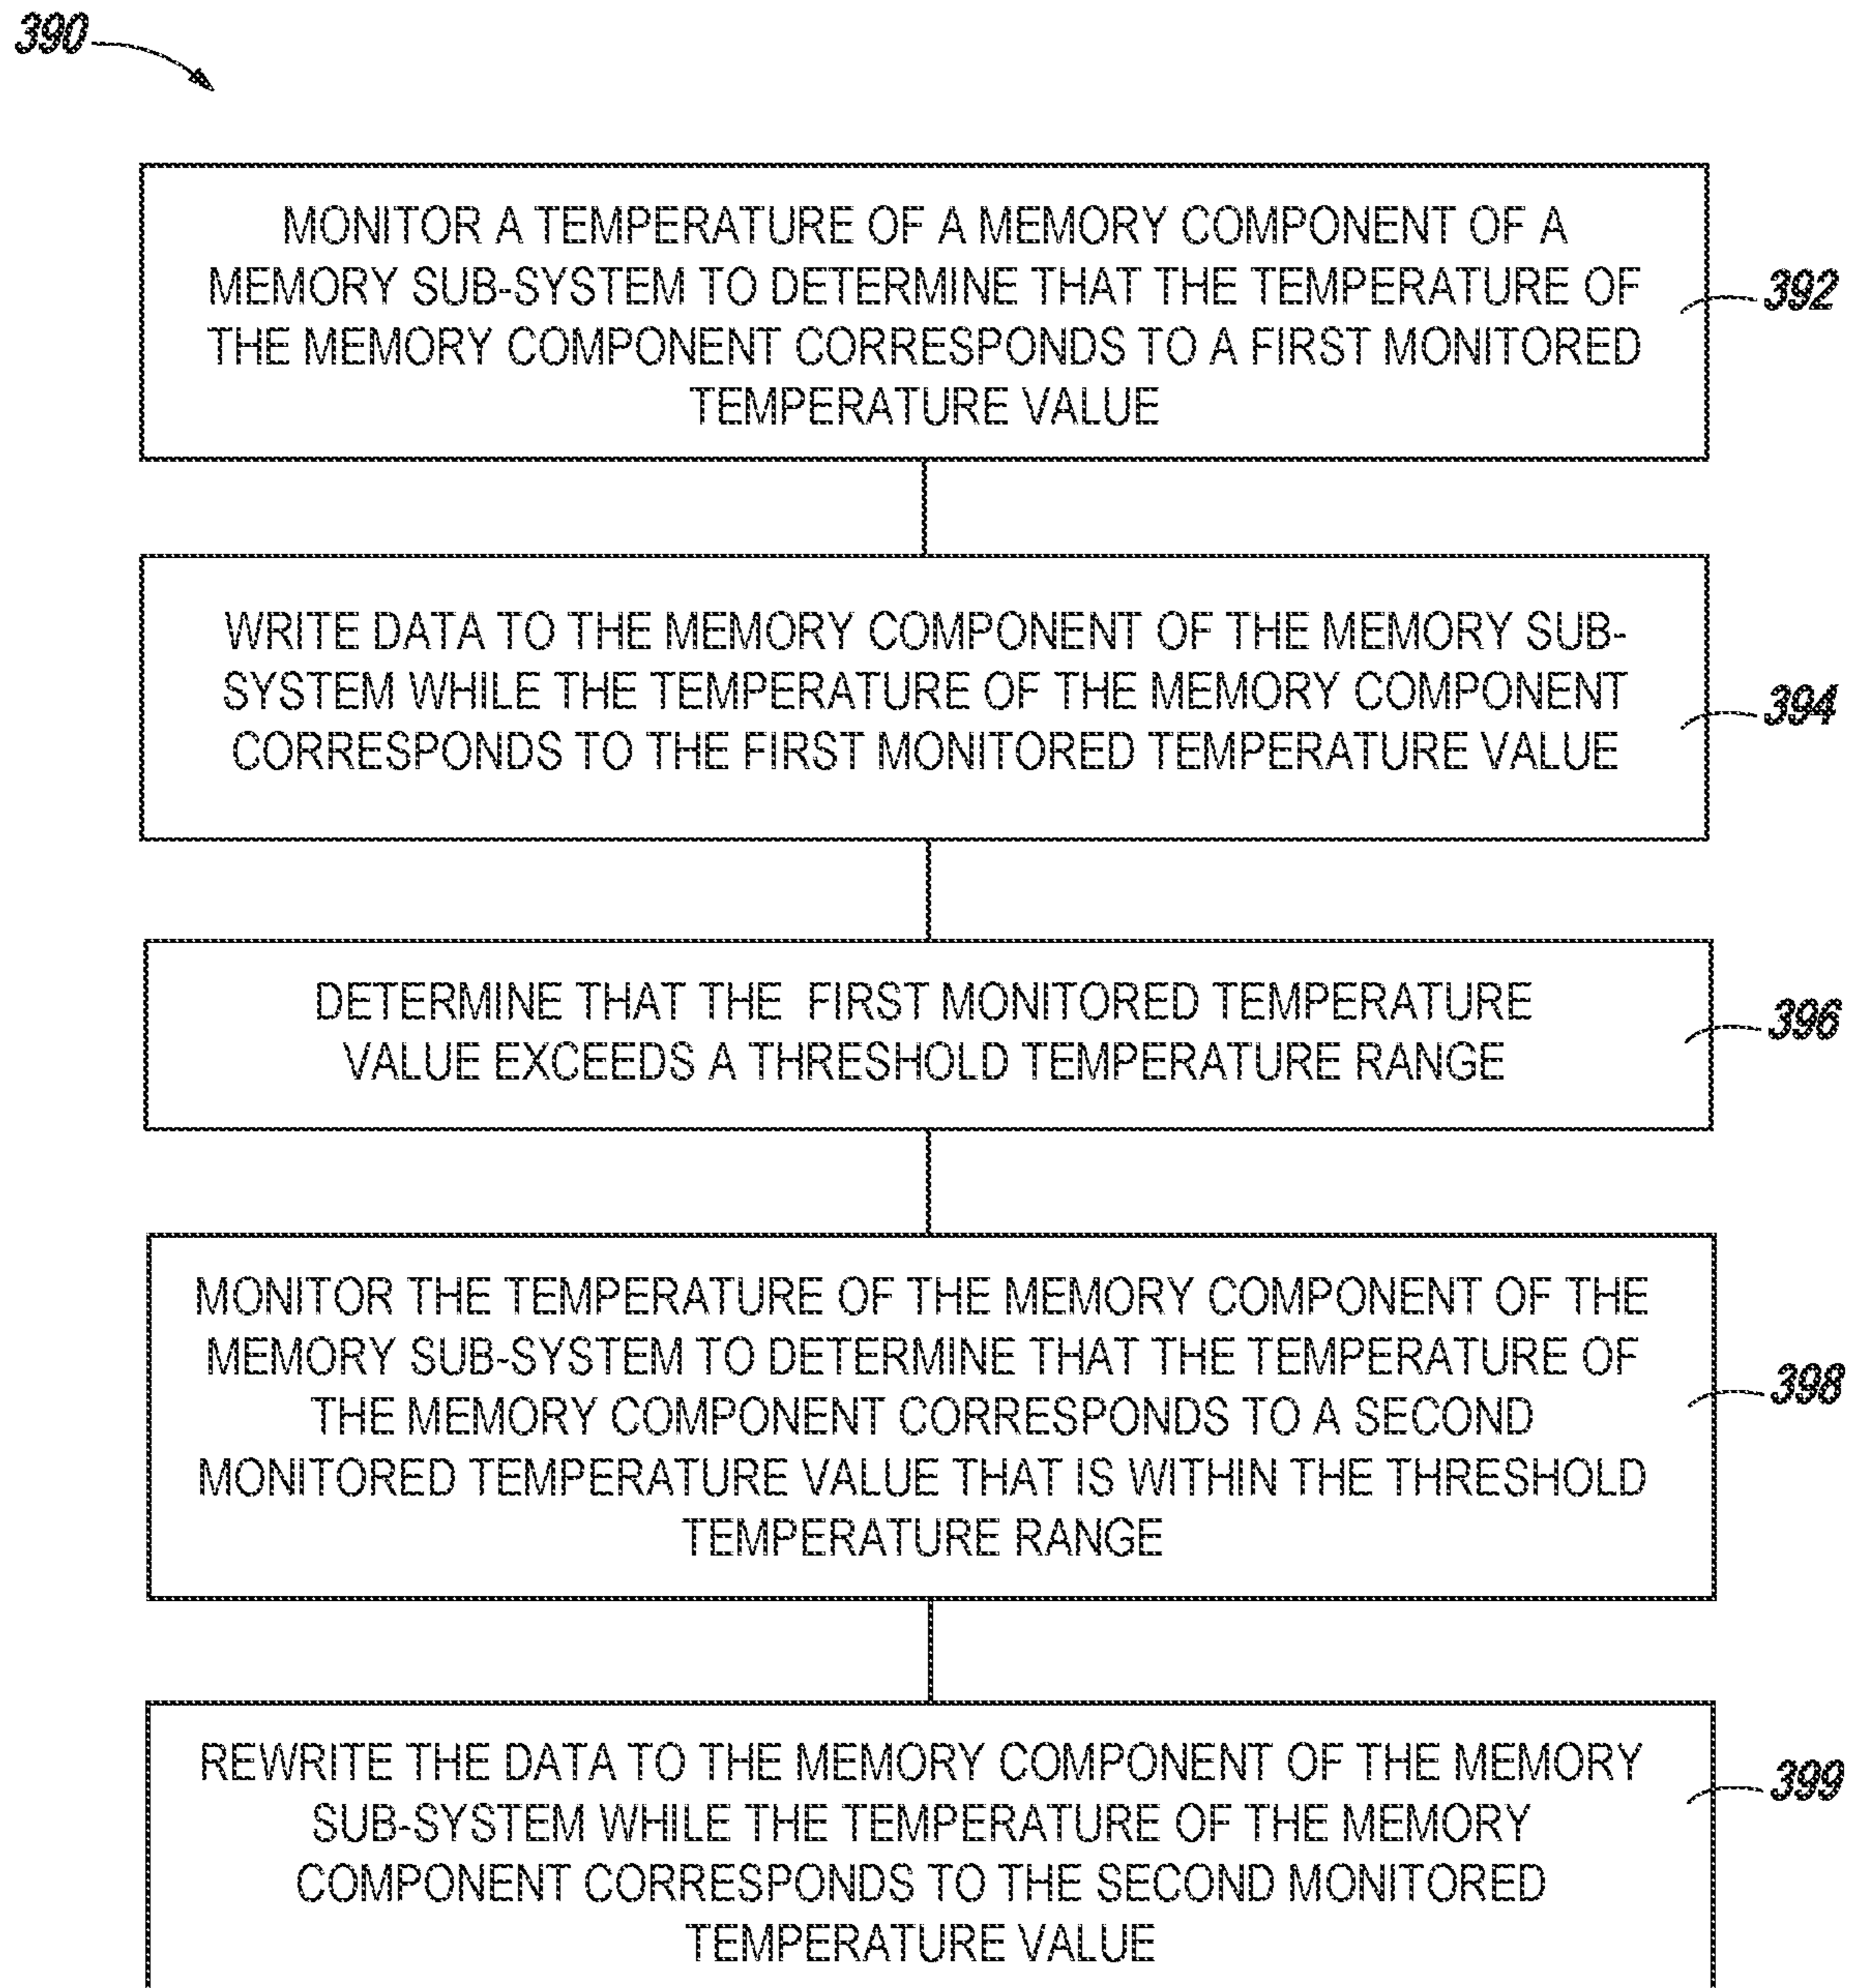 390
MONITOR A TEMPERATURE OF A MEMORY COMPONENT OF A
MEMORY SUB-SYSTEM TO DETERMINE THAT THE TEMPERATURE OF
THE MEMORY COMPONENT CORRESPONDS TO A FIRST MONITORED
TEMPERATURE VALUE
392
WRITE DATA TO THE MEMORY COMPONENT OF THE MEMORY SUB-
SYSTEM WHILE THE TEMPERATURE OF THE MEMORY COMPONENT
CORRESPONDS TO THE FIRST MONITORED TEMPERATURE VALUE
394
DETERMINE THAT THE FIRST MONITORED TEMPERATURE
VALUE EXCEEDS A THRESHOLD TEMPERATURE RANGE
396
MONITOR THE TEMPERATURE OF THE MEMORY COMPONENT OF THE
MEMORY SUB-SYSTEM TO DETERMINE THAT THE TEMPERATURE OF
THE MEMORY COMPONENT CORRESPONDS TO A SECOND
MONITORED TEMPERATURE VALUE THAT IS WITHIN THE THRESHOLD
TEMPERATURE RANGE
398
REWRITE THE DATA TO THE MEMORY COMPONENT OF THE MEMORY
SUB-SYSTEM WHILE THE TEMPERATURE OF THE MEMORY
COMPONENT CORRESPONDS TO THE SECOND MONITORED
TEMPERATURE VALUE
399